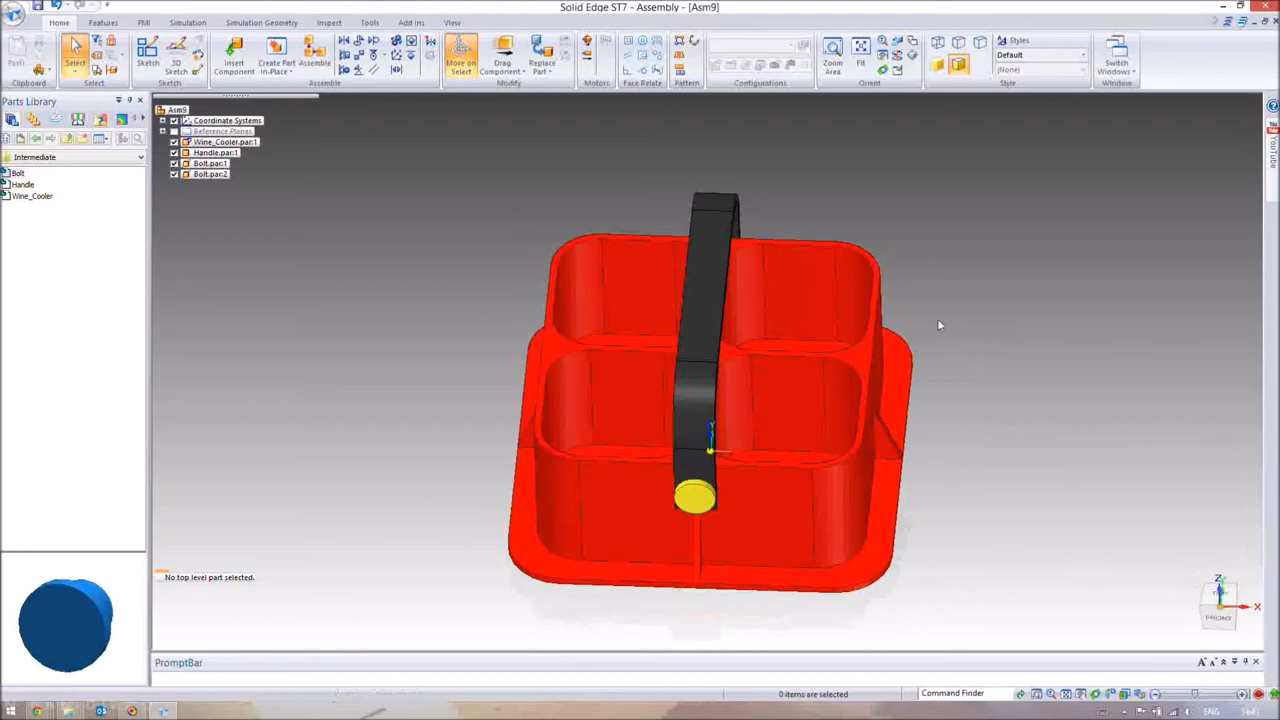 Solid Edge ST7 - Assembly - [Asm9]
Home Features PMI Simulation Simulation Geometry Inspect Tools Add Ins View
Select
Sketch
3D Sketch
Insert Component
Create Part In-Place
Assembly
Move on Select
Drag Component
Replace Part
Default
(None)
Styles
Zoom Area
Fit
Switch Windows
Clipboard Select Sketch Assemble Modify Motors Face Relate Pattern Configurations Orient Style Window
Parts Library
Intermediate
Bolt
Handle
Wine_Cooler
Asm9
Coordinate Systems
Reference Planes
Wine_Cooler.par:1
Handle.par:1
Bolt.par:1
Bolt.par:2
YouTube
No top level part selected.
Z
X
FRONT
PromptBar
0 items are selected
Command Finder
ENG